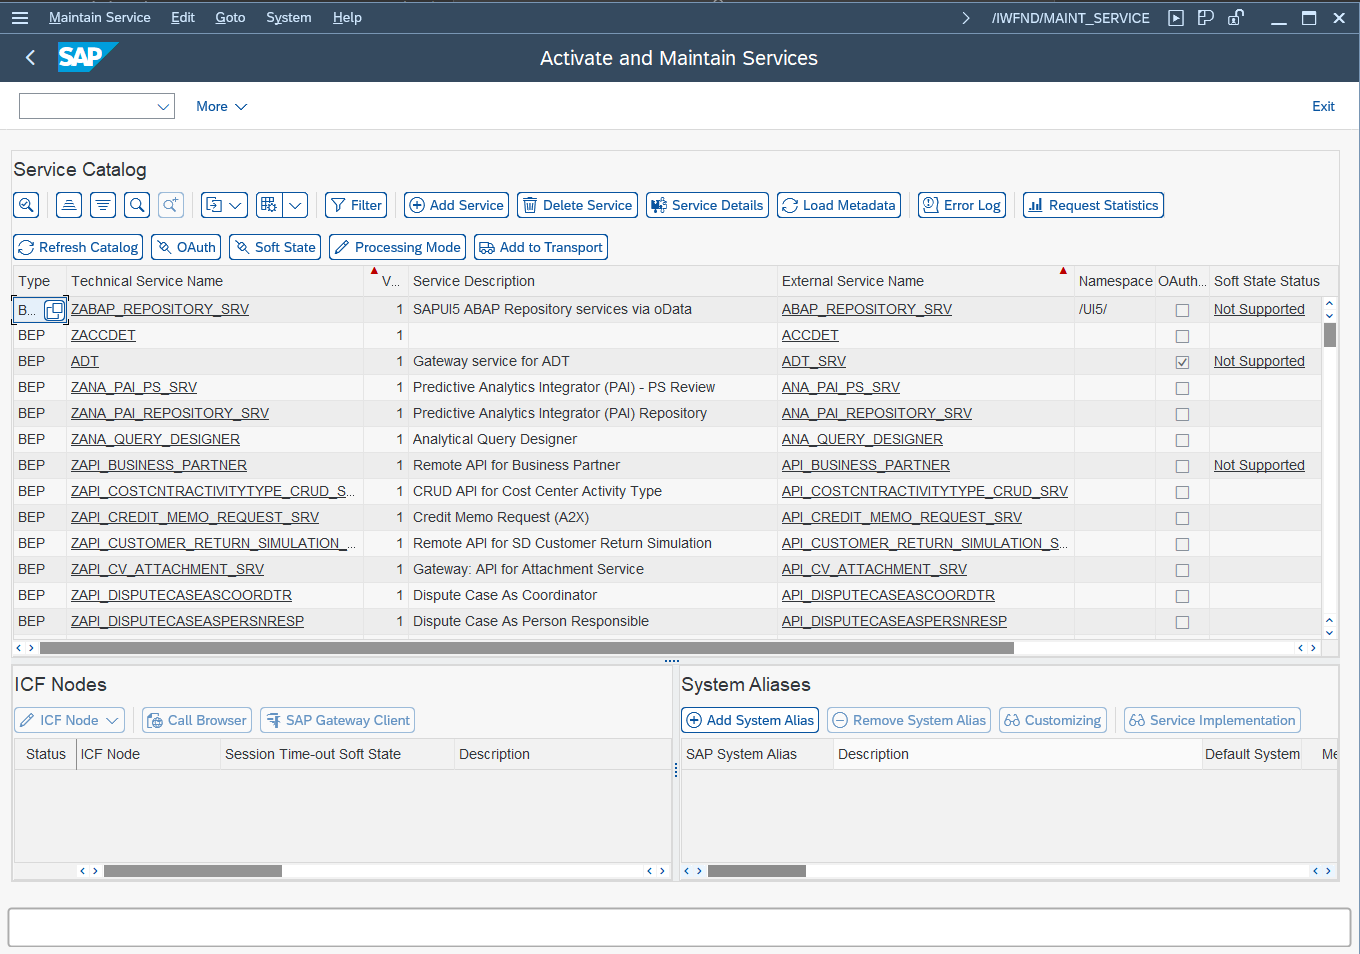 Maintain Service Edit Goto System Help /IWFND/MAINT_SERVICE
SAP Activate and Maintain Services
More Exit
Service Catalog
Filter Add Service Delete Service Service Details Load Metadata Error Log Request Statistics
Refresh Catalog OAuth Soft State Processing Mode Add to Transport
Type Technical Service Name V... Service Description External Service Name Namespace OAuth... Soft State Status
B... ZABAP_REPOSITORY_SRV 1 SAPUI5 ABAP Repository services via oData ABAP_REPOSITORY_SRV /UI5/ Not Supported
BEP ZACCDET 1 ACCDET
BEP ADT 1 Gateway service for ADT ADT_SRV Not Supported
BEP ZANA_PAI_PS_SRV 1 Predictive Analytics Integrator (PAI) - PS Review ANA_PAI_PS_SRV
BEP ZANA_PAI_REPOSITORY_SRV 1 Predictive Analytics Integrator (PAI) Repository ANA_PAI_REPOSITORY_SRV
BEP ZANA_QUERY_DESIGNER 1 Analytical Query Designer ANA_QUERY_DESIGNER
BEP ZAPI_BUSINESS_PARTNER 1 Remote API for Business Partner API_BUSINESS_PARTNER Not Supported
BEP ZAPI_COSTCNTRACTIVITYTYPE_CRUD_S... 1 CRUD API for Cost Center Activity Type API_COSTCNTRACTIVITYTYPE_CRUD_SRV
BEP ZAPI_CREDIT_MEMO_REQUEST_SRV 1 Credit Memo Request (A2X) API_CREDIT_MEMO_REQUEST_SRV
BEP ZAPI_CUSTOMER_RETURN_SIMULATION_... 1 Remote API for SD Customer Return Simulation API_CUSTOMER_RETURN_SIMULATION_S...
BEP ZAPI_CV_ATTACHMENT_SRV 1 Gateway: API for Attachment Service API_CV_ATTACHMENT_SRV
BEP ZAPI_DISPUTECASEASCOORDTR 1 Dispute Case As Coordinator API_DISPUTECASEASCOORDTR
BEP ZAPI_DISPUTECASEASPERSNRESP 1 Dispute Case As Person Responsible API_DISPUTECASEASPERSNRESP
ICF Nodes System Aliases
ICF Node Call Browser SAP Gateway Client Add System Alias Remove System Alias Customizing Service Implementation
Status ICF Node Session Time-out Soft State Description SAP System Alias Description Default System Me